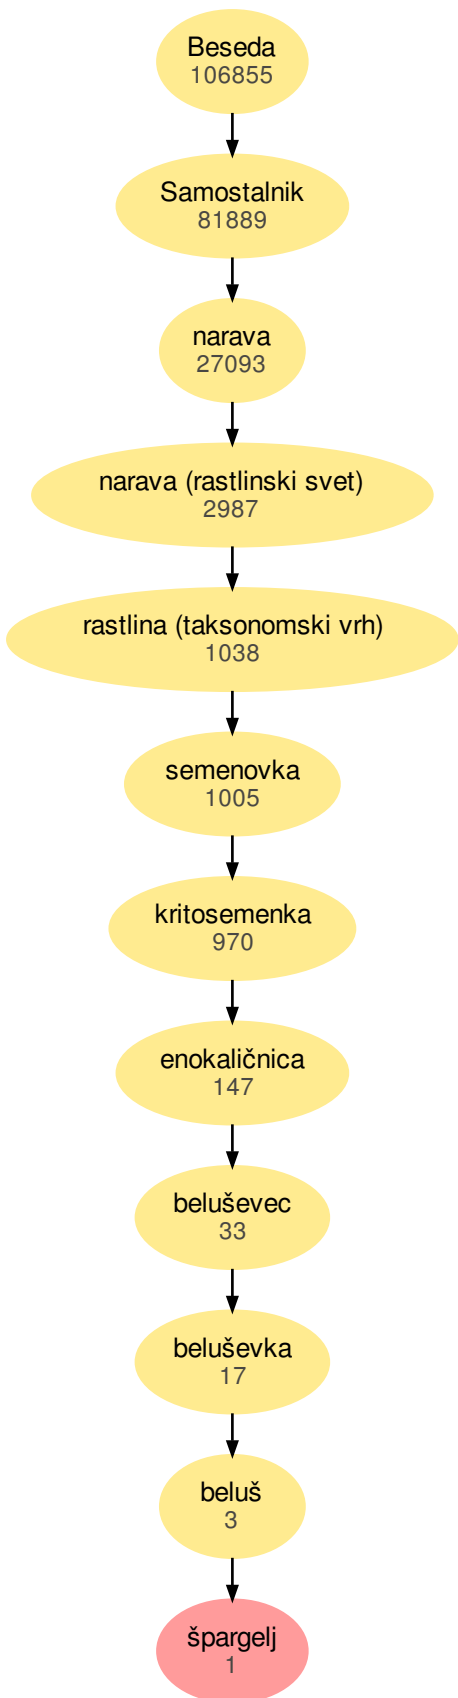 Beseda
106855
Samostalnik
81889
narava
27093
narava (rastlinski svet)
2987
rastlina (taksonomski vrh)
1038
semenovka
1005
kritosemenka
970
enokaličnica
147
beluševec
33
beluševka
17
beluš
3
špargelj
1